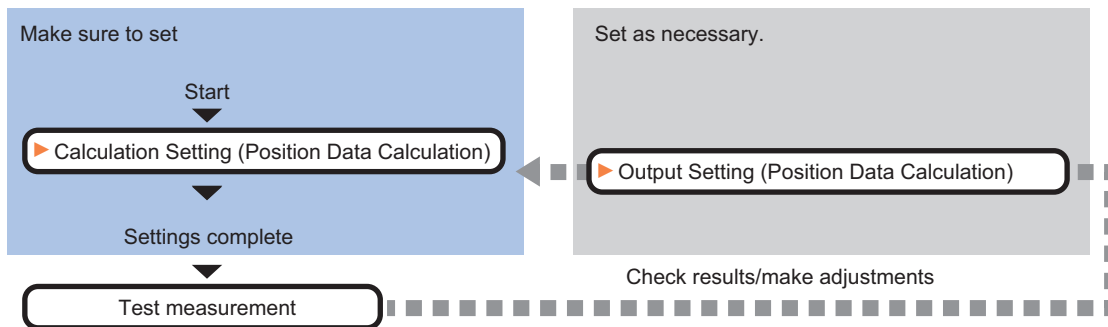 Make sure to set
Start
Calculation Setting (Position Data Calculation)
Settings complete
Test measurement
Set as necessary.
Output Setting (Position Data Calculation)
Check results/make adjustments